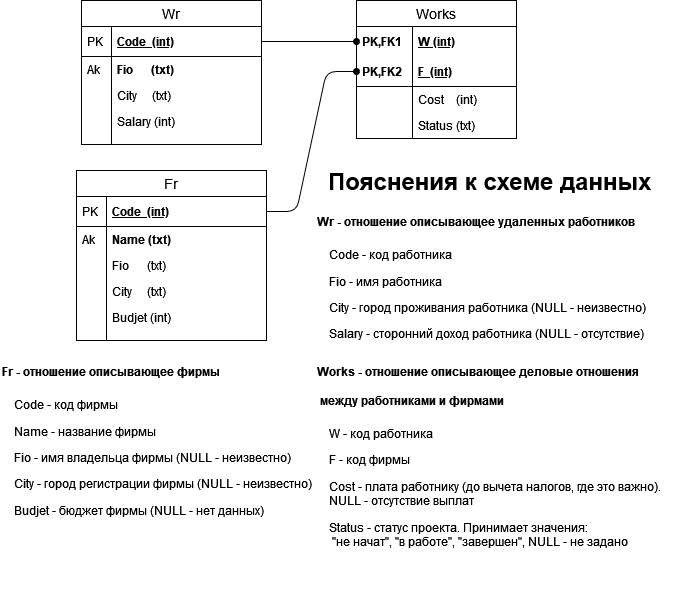 Wr
PK Code (int)
Ak Fio (txt)
City (txt)
Salary (int)
Works
PK,FK1 W (int)
PK,FK2 F (int)
Cost (int)
Status (txt)
Fr
PK Code (int)
Ak Name (txt)
Fio (txt)
City (txt)
Budjet (int)
Пояснения к схеме данных
Wr - отношение описывающее удаленных работников
Code - код работника
Fio - имя работника
City - город проживания работника (NULL - неизвестно)
Salary - сторонний доход работника (NULL - отсутствие)
Fr - отношение описывающее фирмы
Code - код фирмы
Name - название фирмы
Fio - имя владельца фирмы (NULL - неизвестно)
City - город регистрации фирмы (NULL - неизвестно)
Budjet - бюджет фирмы (NULL - нет данных)
Works - отношение описывающее деловые отношения
между работниками и фирмами
W - код работника
F - код фирмы
Cost - плата работнику (до вычета налогов, где это важно).
NULL - отсутствие выплат
Status - статус проекта. Принимает значения:
"не начат", "в работе", "завершен", NULL - не задано